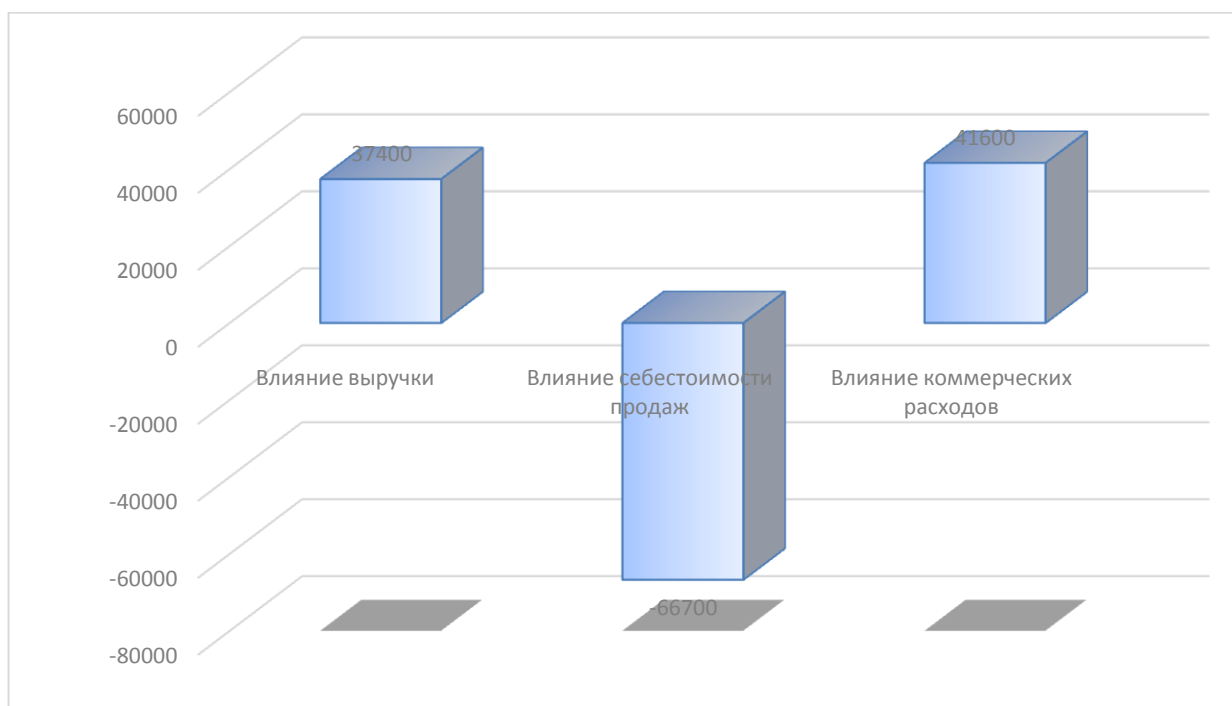 60000
40000
20000
0
-20000
-40000
-60000
-80000
37400
-66700
41600
Влияние выручки
Влияние себестоимости
продаж
Влияние коммерческих
расходов